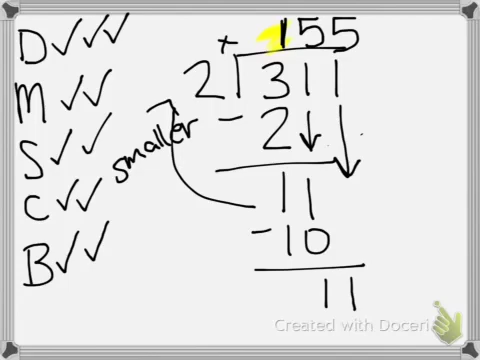 D✓✓✓
M✓✓
S✓✓
C✓✓
B✓✓
smaller
x 155
2)311
-2↓
11
-10
11
Created with Doceri